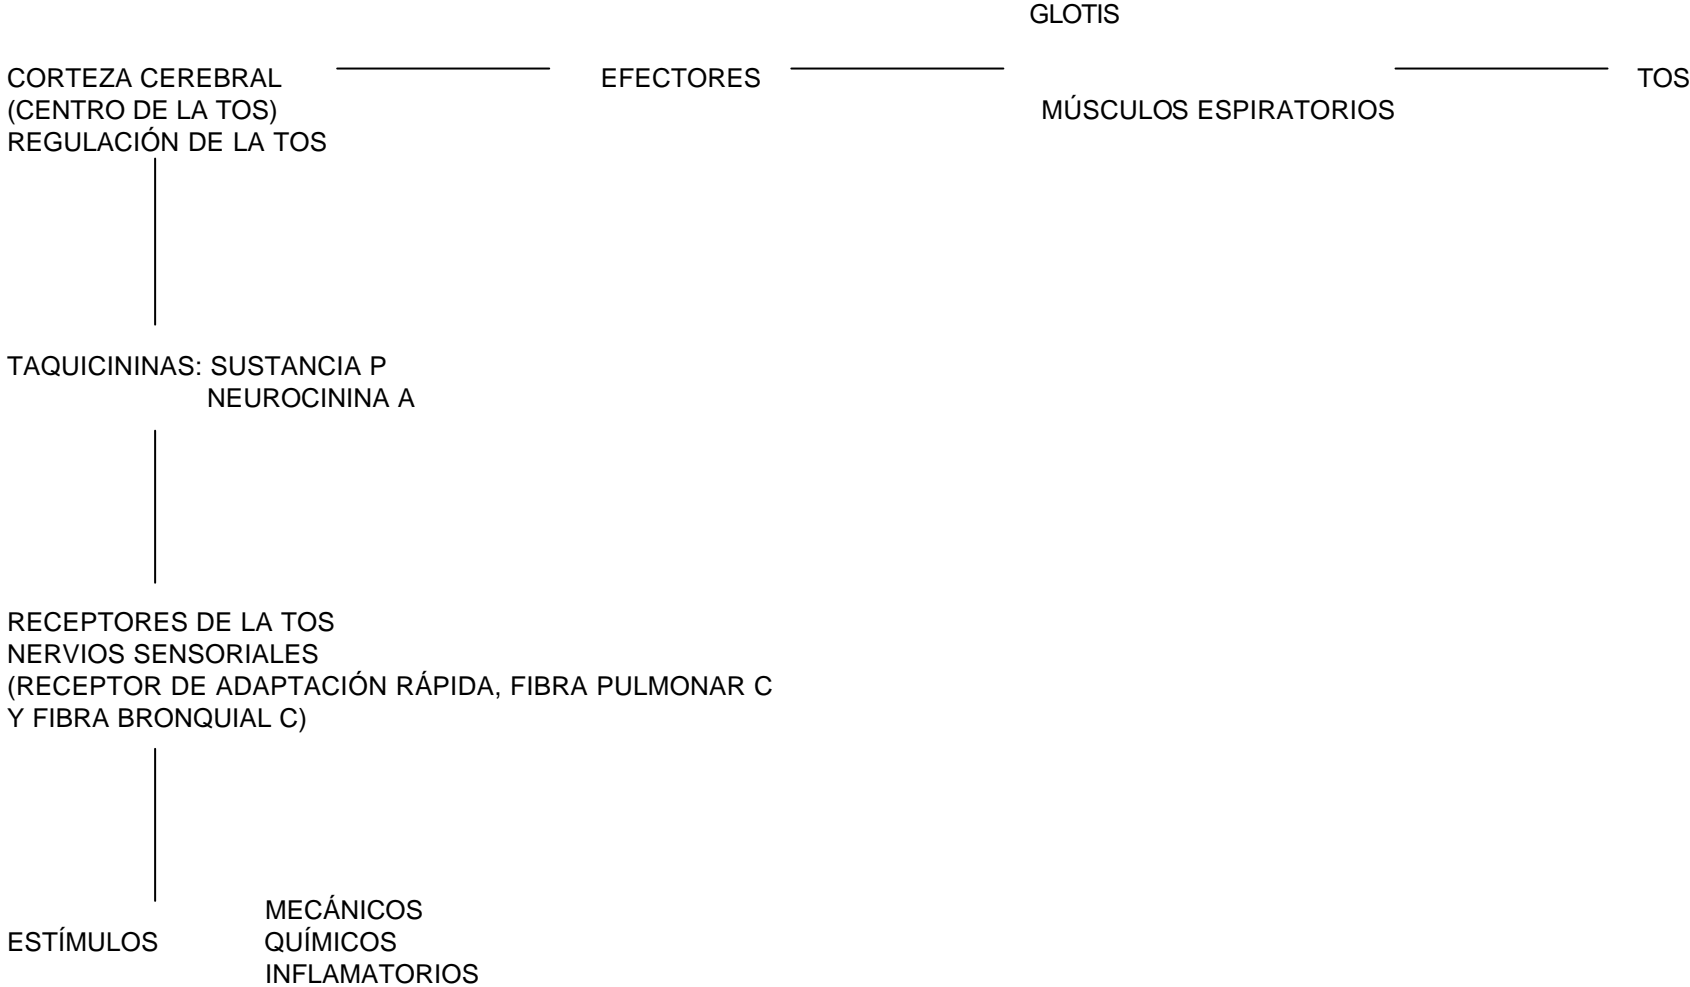 GLOTIS
CORTEZA CEREBRAL
EFECTORES
TOS
(CENTRO DE LA TOS)
MÚSCULOS ESPIRATORIOS
REGULACIÓN DE LA TOS
TAQUICININAS: SUSTANCIA P
NEUROCININA A
RECEPTORES DE LA TOS
NERVIOS SENSORIALES
(RECEPTOR DE ADAPTACIÓN RÁPIDA, FIBRA PULMONAR C
Y FIBRA BRONQUIAL C)
MECÁNICOS
ESTÍMULOS
QUÍMICOS
INFLAMATORIOS